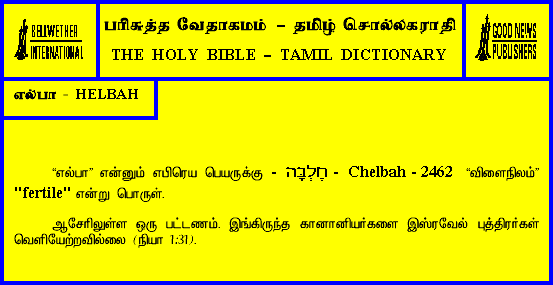 BELLWETHER
INTERNATIONAL
பரிசுத்த வேதாகமம் – தமிழ் சொல்லகராதி
THE HOLY BIBLE – TAMIL DICTIONARY
GOOD NEWS
PUBLISHERS
எல்பா - HELBAH
“எல்பா” என்னும் எபிரெய பெயருக்கு - חֶלְבָּה - Chelbah - 2462 “விளைநிலம்”
"fertile" என்று பொருள்.
ஆசேரிலுள்ள ஒரு பட்டணம். இங்கிருந்த கானானியர்களை இஸ்ரவேல் புத்திரர்கள்
வெளியேற்றவில்லை (நியா 1:31).